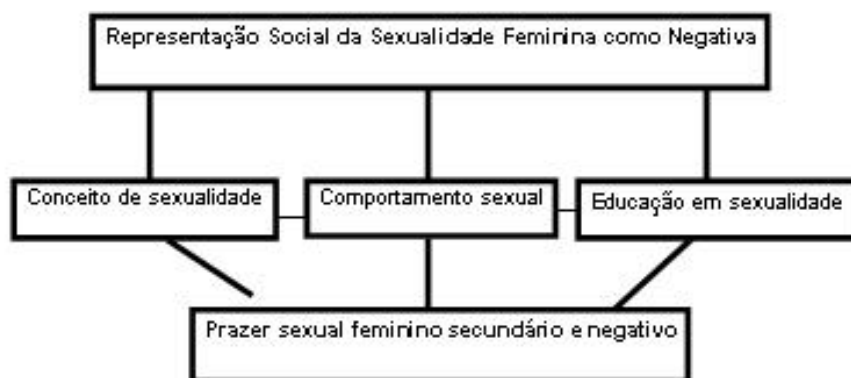 Representação Social da Sexualidade Feminina como Negativa
Conceito de sexualidade
Comportamento sexual
Educação em sexualidade
Prazer sexual feminino secundário e negativo